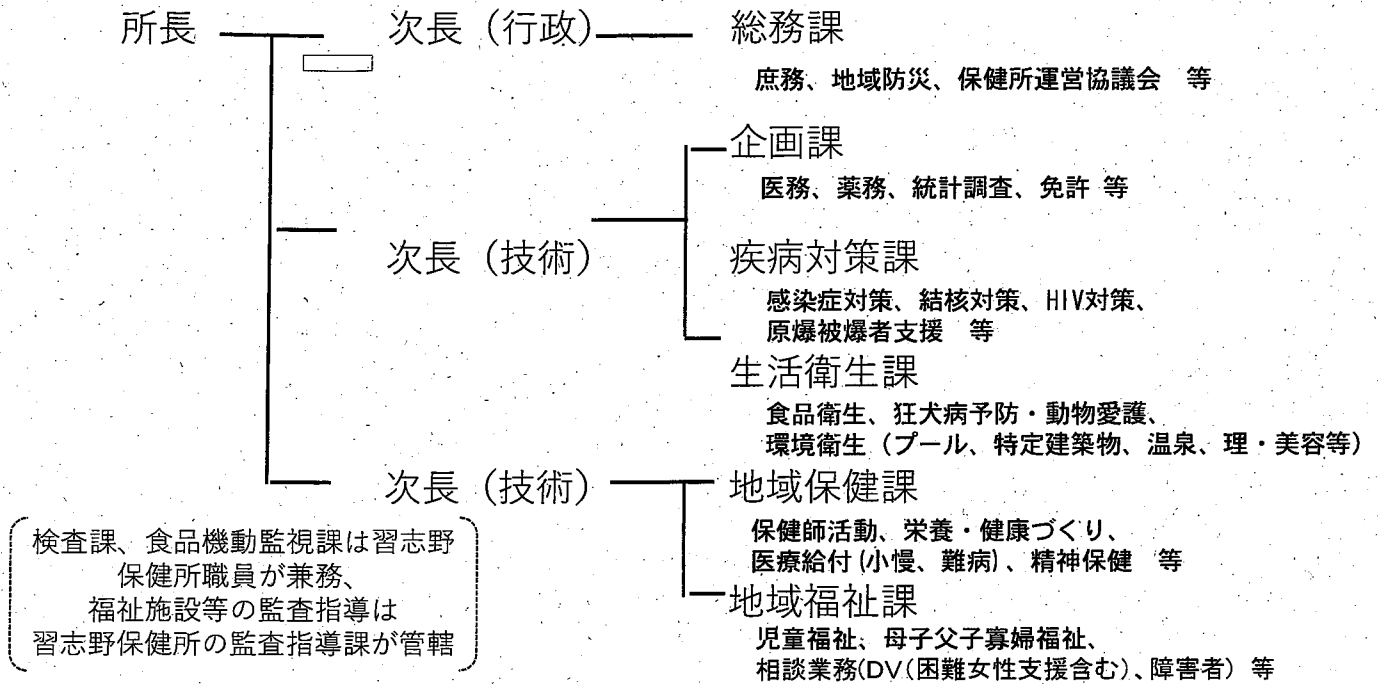 所長
次長（行政）
総務課
庶務、地域防災、保健所運営協議会　等
企画課
医務、薬務、統計調査、免許 等
次長（技術）
疾病対策課
感染症対策、結核対策、HIV対策、
原爆被爆者支援　等
生活衛生課
食品衛生、狂犬病予防・動物愛護、
環境衛生（プール、特定建築物、温泉、理・美容等）
次長（技術）
地域保健課
保健師活動、栄養・健康づくり、
医療給付(小慢、難病)、精神保健　等
地域福祉課
児童福祉、母子父子寡婦福祉、
相談業務(DV(困難女性支援含む)、障害者) 等
検査課、食品機動監視課は習志野
保健所職員が兼務、
福祉施設等の監査指導は
習志野保健所の監査指導課が管轄